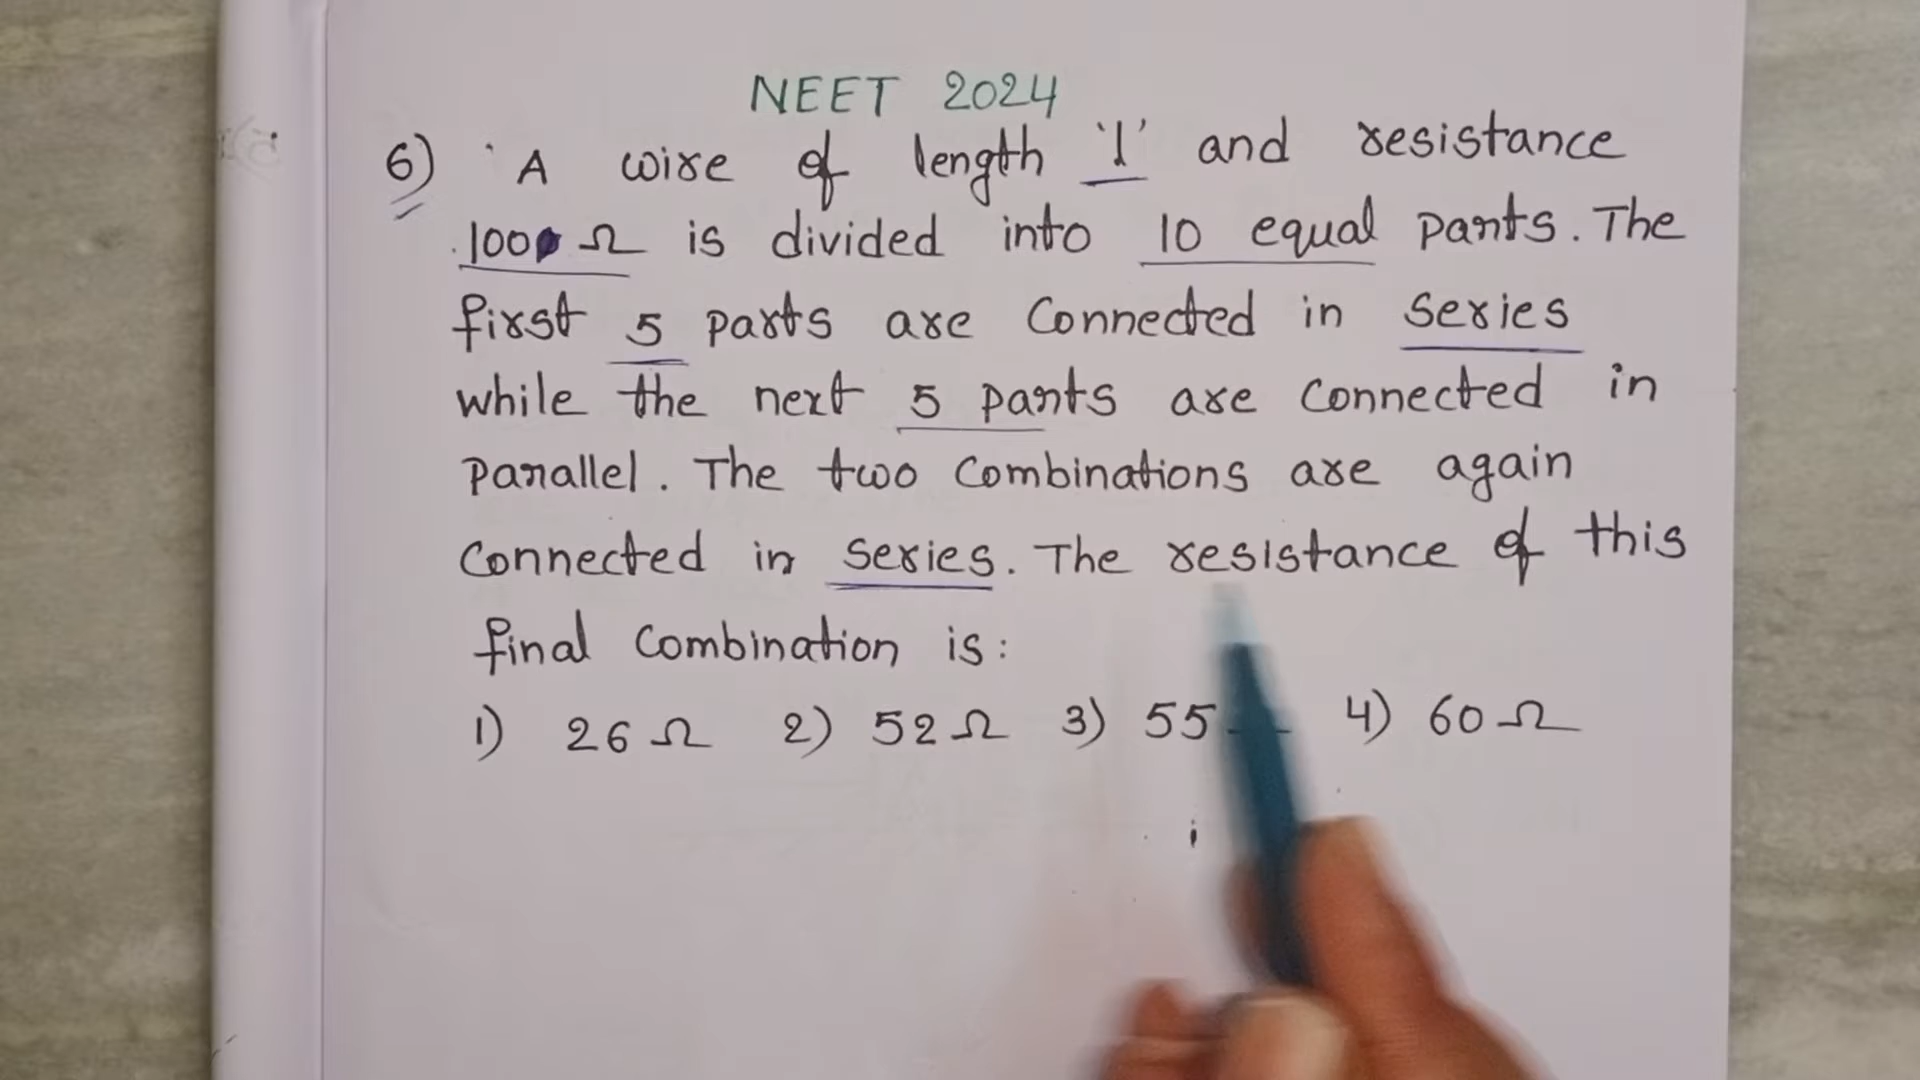 NEET 2024
6) A wire of length 'l' and resistance
100 Ω is divided into 10 equal parts. The
first 5 parts are connected in series
while the next 5 parts are connected in
parallel. The two combinations are again
connected in series. The resistance of this
final combination is:
1) 26 Ω 2) 52 Ω 3) 55 4) 60 Ω